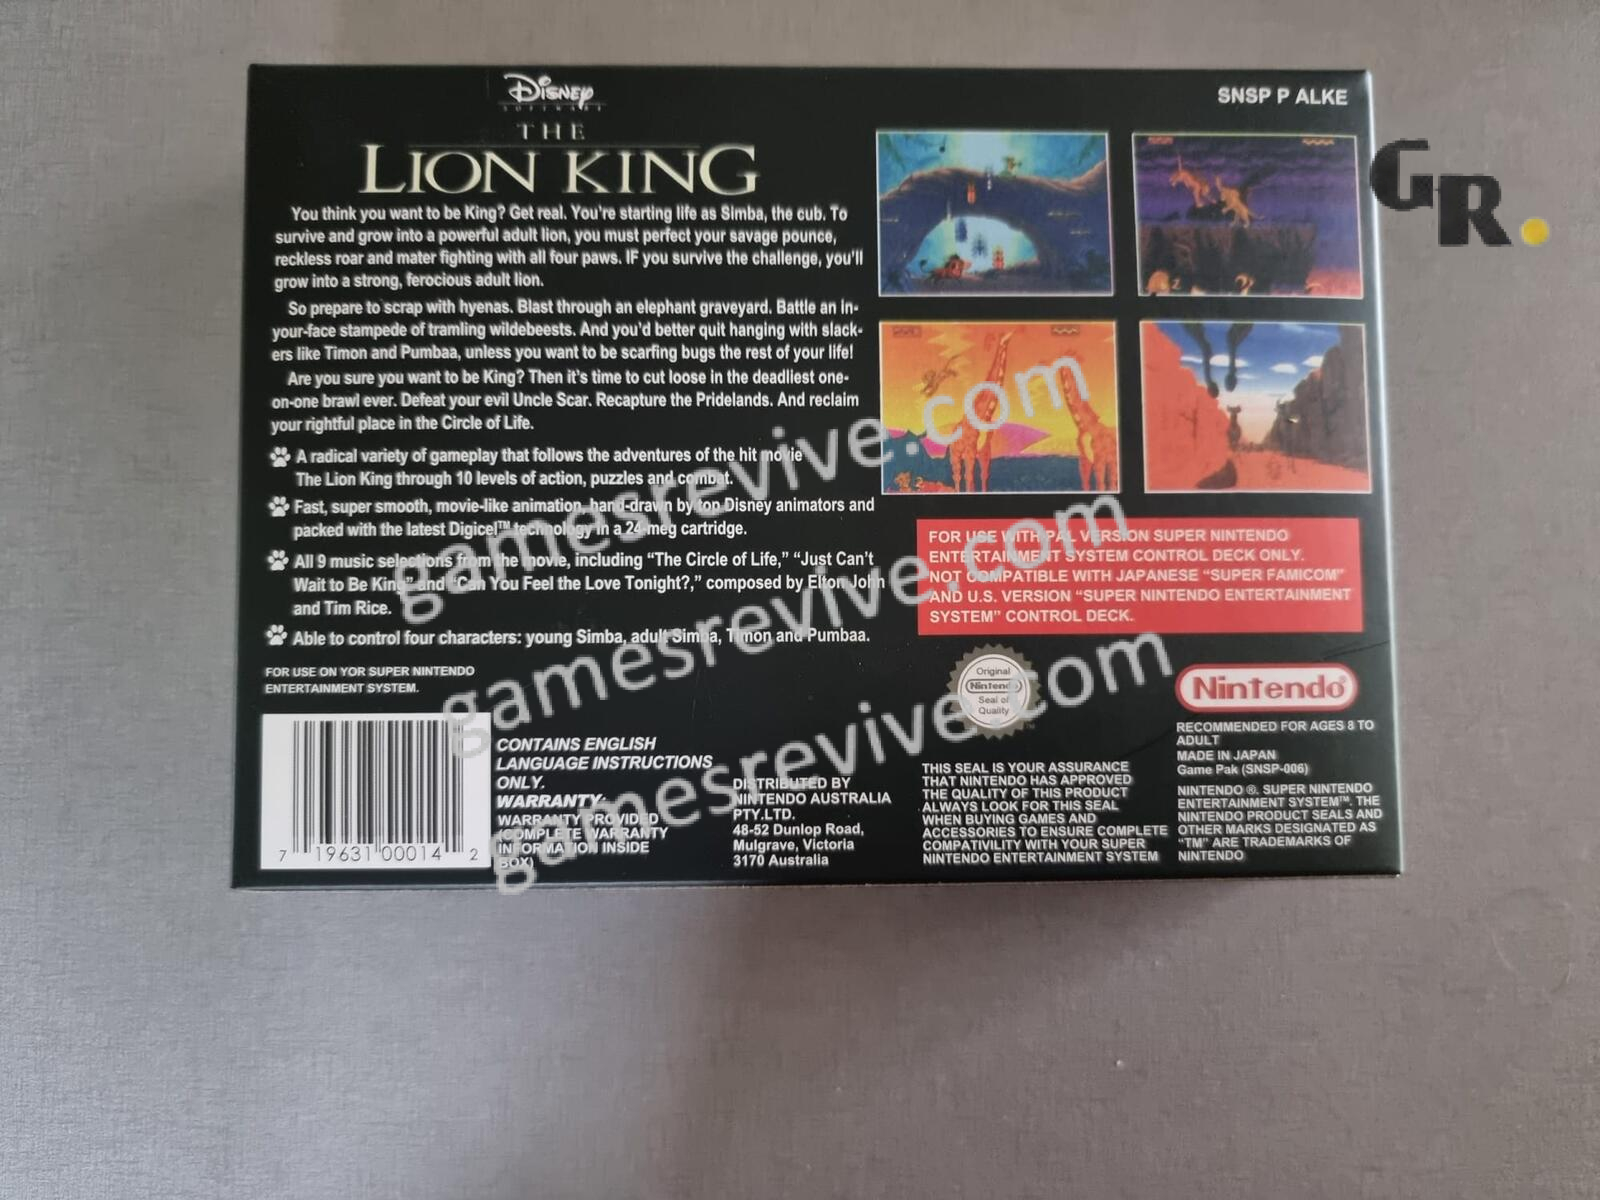 Disney
SOFTWARE
THE
LION KING
SNSP P ALKE
GR.
You think you want to be King? Get real. You're starting life as Simba, the cub. To
survive and grow into a powerful adult lion, you must perfect your savage pounce,
reckless roar and mater fighting with all four paws. IF you survive the challenge, you'll
grow into a strong, ferocious adult lion.
So prepare to scrap with hyenas. Blast through an elephant graveyard. Battle an in-
your-face stampede of tramling wildebeests. And you'd better quit hanging with slack-
ers like Timon and Pumbaa, unless you want to be scarfing bugs the rest of your life!
Are you sure you want to be King? Then it's time to cut loose in the deadliest one-
on-one brawl ever. Defeat your evil Uncle Scar. Recapture the Pridelands. And reclaim
your rightful place in the Circle of Life.
A radical variety of gameplay that follows the adventures of the hit movie
The Lion King through 10 levels of action, puzzles and combat.
Fast, super smooth, movie-like animation, hand-drawn by top Disney animators and
packed with the latest Digicel™ technology in a 24-meg cartridge.
All 9 music selections from the movie, including “The Circle of Life,” “Just Can't
Wait to Be King” and “Can You Feel the Love Tonight?,” composed by Elton John
and Tim Rice.
Able to control four characters: young Simba, adult Simba, Timon and Pumbaa.
FOR USE ON YOR SUPER NINTENDO
ENTERTAINMENT SYSTEM.
7 19631 00014 2
CONTAINS ENGLISH
LANGUAGE INSTRUCTIONS
ONLY.
WARRANTY:
WARRANTY PROVIDED
(COMPLETE WARRANTY
INFORMATION INSIDE
BOX)
DISTRIBUTED BY
NINTENDO AUSTRALIA
PTY.LTD.
48-52 Dunlop Road,
Mulgrave, Victoria
3170 Australia
FOR USE WITH PAL VERSION SUPER NINTENDO
ENTERTAINMENT SYSTEM CONTROL DECK ONLY.
NOT COMPATIBLE WITH JAPANESE “SUPER FAMICOM”
AND U.S. VERSION “SUPER NINTENDO ENTERTAINMENT
SYSTEM” CONTROL DECK.
Original
Nintendo
Seal of
Quality
THIS SEAL IS YOUR ASSURANCE
THAT NINTENDO HAS APPROVED
THE QUALITY OF THIS PRODUCT
ALWAYS LOOK FOR THIS SEAL
WHEN BUYING GAMES AND
ACCESSORIES TO ENSURE COMPLETE
COMPATIVILITY WITH YOUR SUPER
NINTENDO ENTERTAINMENT SYSTEM
Nintendo®
RECOMMENDED FOR AGES 8 TO
ADULT
MADE IN JAPAN
Game Pak (SNSP-006)
NINTENDO ®. SUPER NINTENDO
ENTERTAINMENT SYSTEM™. THE
NINTENDO PRODUCT SEALS AND
OTHER MARKS DESIGNATED AS
“TM” ARE TRADEMARKS OF
NINTENDO
gamesrevive.com
gamesrevive.com
gamesrevive.com